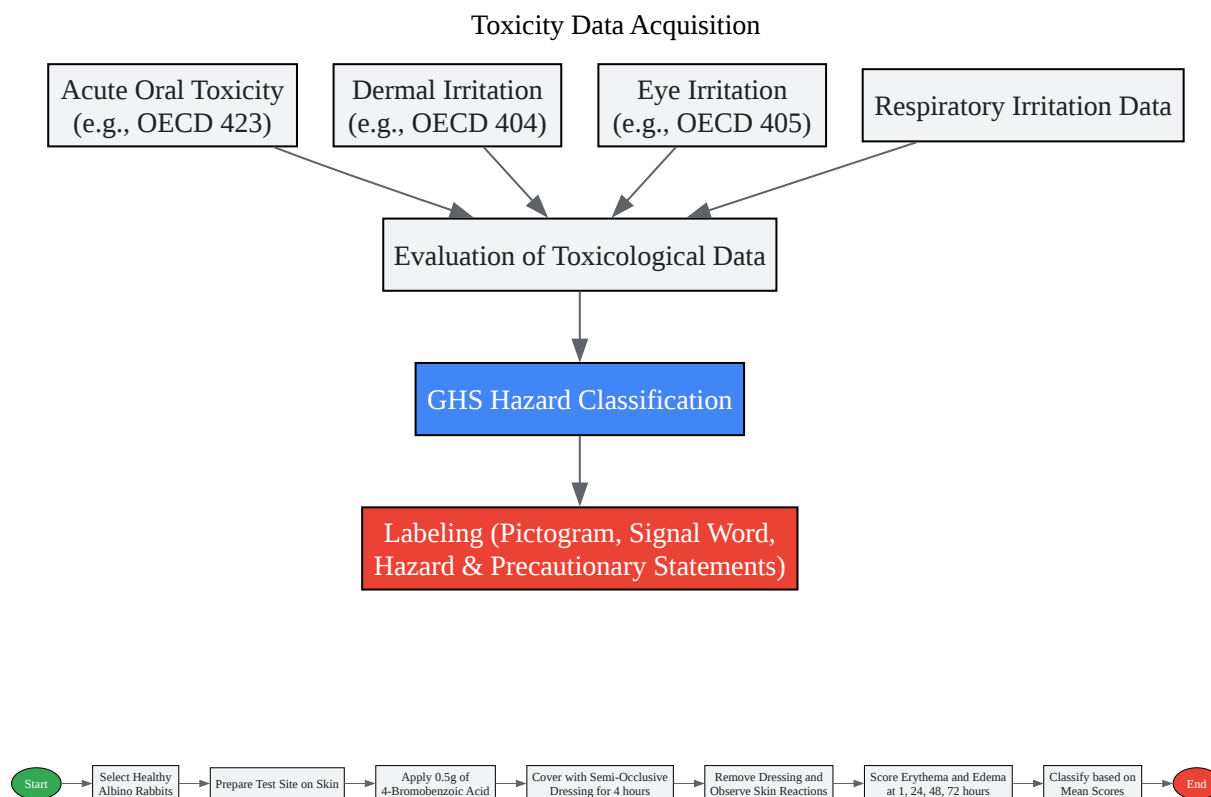 Toxicity Data Acquisition
Acute Oral Toxicity
(e.g., OECD 423)
Dermal Irritation
(e.g., OECD 404)
Eye Irritation
(e.g., OECD 405)
Respiratory Irritation Data
Evaluation of Toxicological Data
GHS Hazard Classification
Labeling (Pictogram, Signal Word,
Hazard & Precautionary Statements)
Start
Select Healthy
Albino Rabbits
Prepare Test Site on Skin
Apply 0.5g of
4-Bromobenzoic Acid
Cover with Semi-Occlusive
Dressing for 4 hours
Remove Dressing and
Observe Skin Reactions
Score Erythema and Edema
at 1, 24, 48, 72 hours
Classify based on
Mean Scores
End